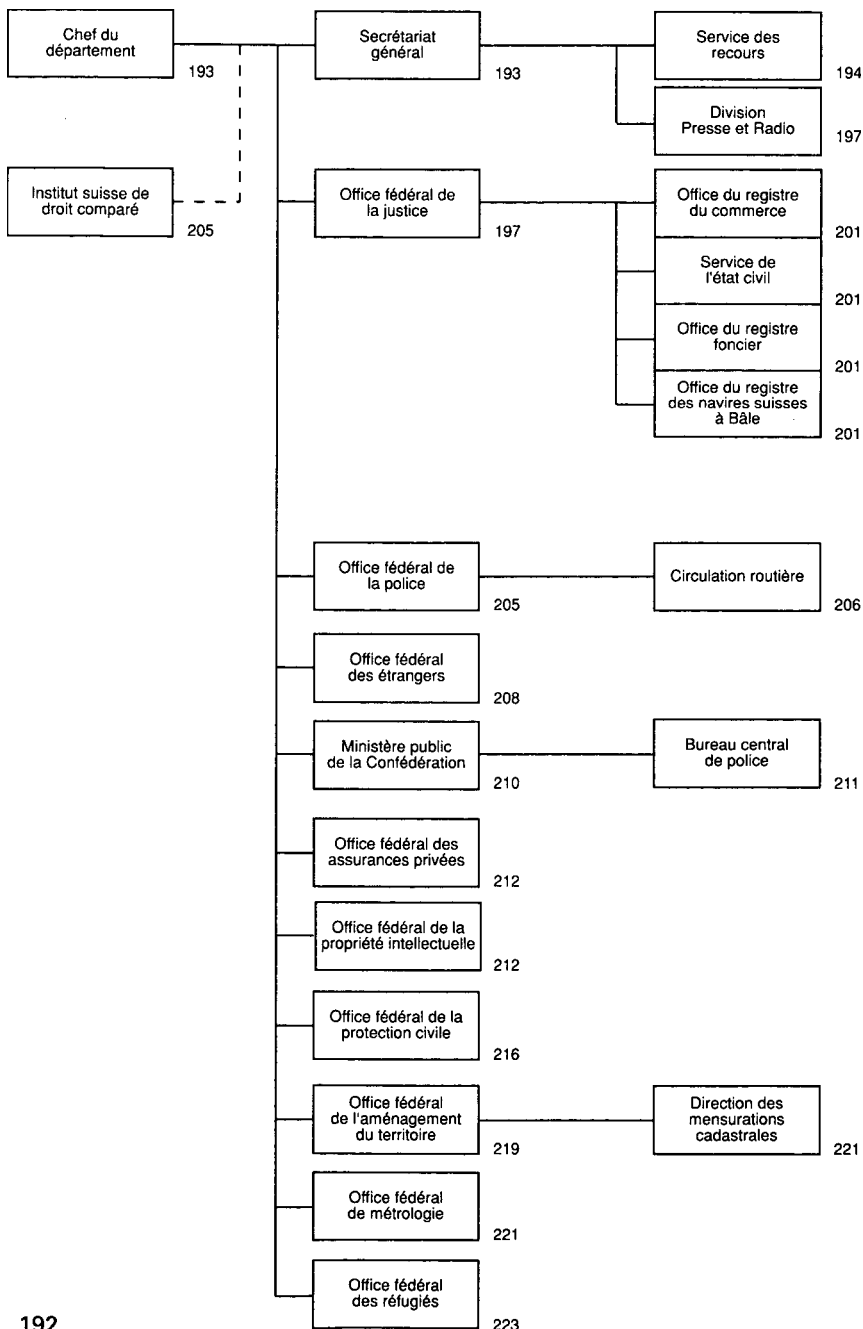 Chef du
département
193
Secrétariat
général
193
Service des
recours
194
Division
Presse et Radio
197
Institut suisse de
droit comparé
205
Office fédéral de
la justice
197
Office du registre
du commerce
201
Service de
l'état civil
201
Office du registre
foncier
201
Office du registre
des navires suisses
à Bâle
201
Office fédéral de
la police
205
Circulation routière
206
Office fédéral
des étrangers
208
Ministère public
de la Confédération
210
Bureau central
de police
211
Office fédéral des
assurances privées
212
Office fédéral de la
propriété intellectuelle
212
Office fédéral de la
protection civile
216
Office fédéral
de l'aménagement
du territoire
219
Direction des
mensurations
cadastrales
221
Office fédéral
de métrologie
221
Office fédéral
des réfugiés
223
192